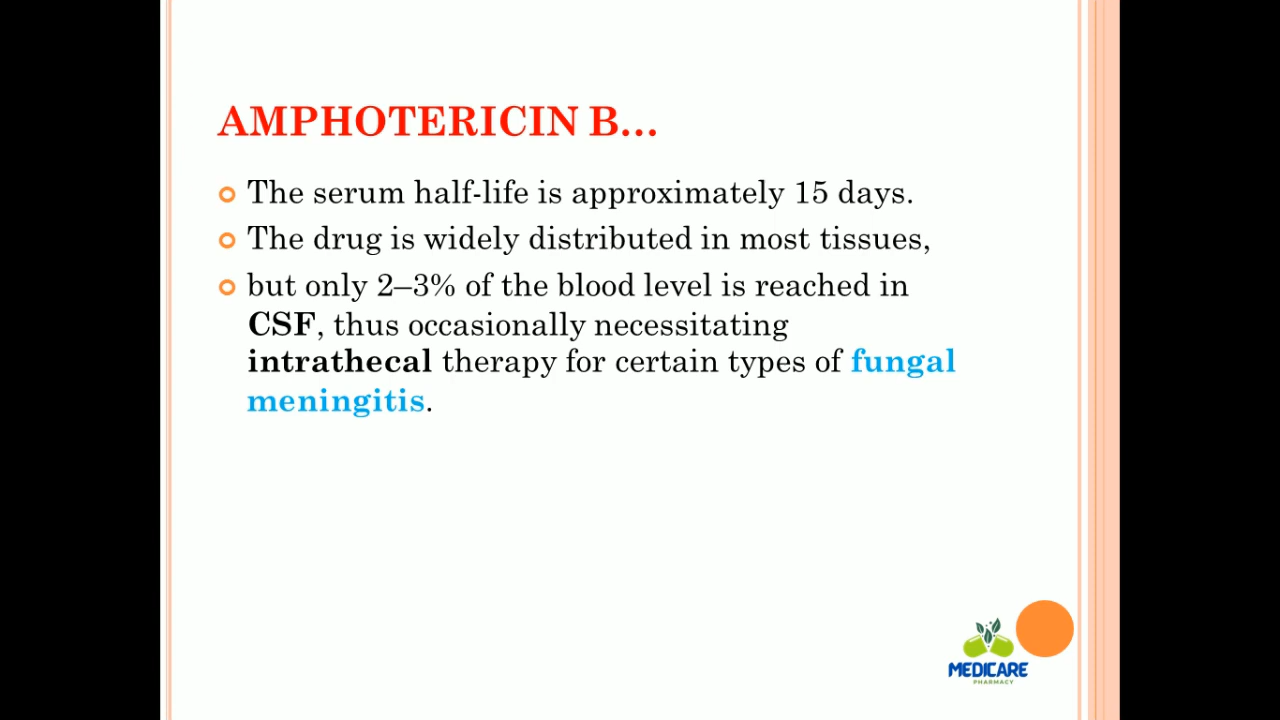 AMPHOTERICIN B...
The serum half-life is approximately 15 days.
The drug is widely distributed in most tissues,
but only 2–3% of the blood level is reached in
CSF, thus occasionally necessitating
intrathecal therapy for certain types of fungal
meningitis.
MEDICARE
PHARMACY